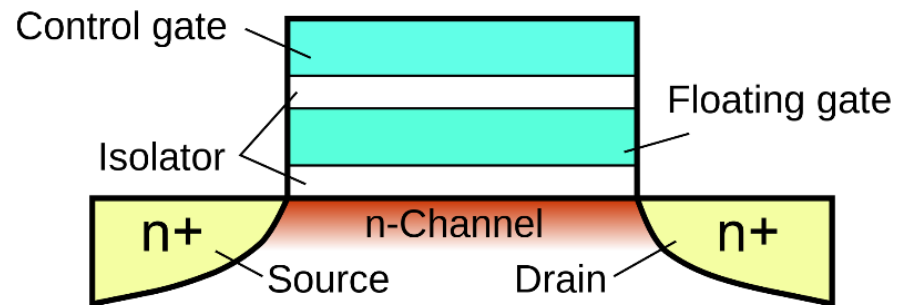 Control gate
Floating gate
Isolator
n+
n-Channel
n+
Source
Drain